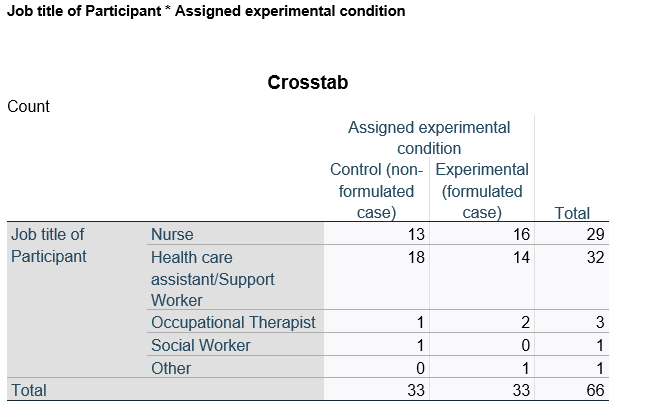 Job title of Participant * Assigned experimental condition
Crosstab
Count
Assigned experimental
condition
Control (non- Experimental
formulated (formulated
case) case) Total
Job title of Nurse 13 16 29
Participant Health care 18 14 32
assistant/Support
Worker
Occupational Therapist 1 2 3
Social Worker 1 0 1
Other 0 1 1
Total 33 33 66